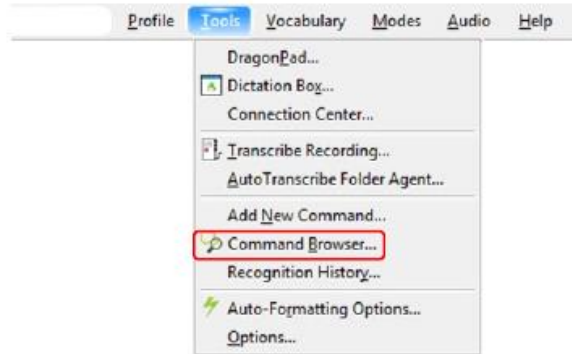 Profile Tools Vocabulary Modes Audio Help
DragonPad...
Dictation Box...
Connection Center...
Transcribe Recording...
AutoTranscribe Folder Agent...
Add New Command...
Command Browser...
Recognition History...
Auto-Formatting Options...
Options...